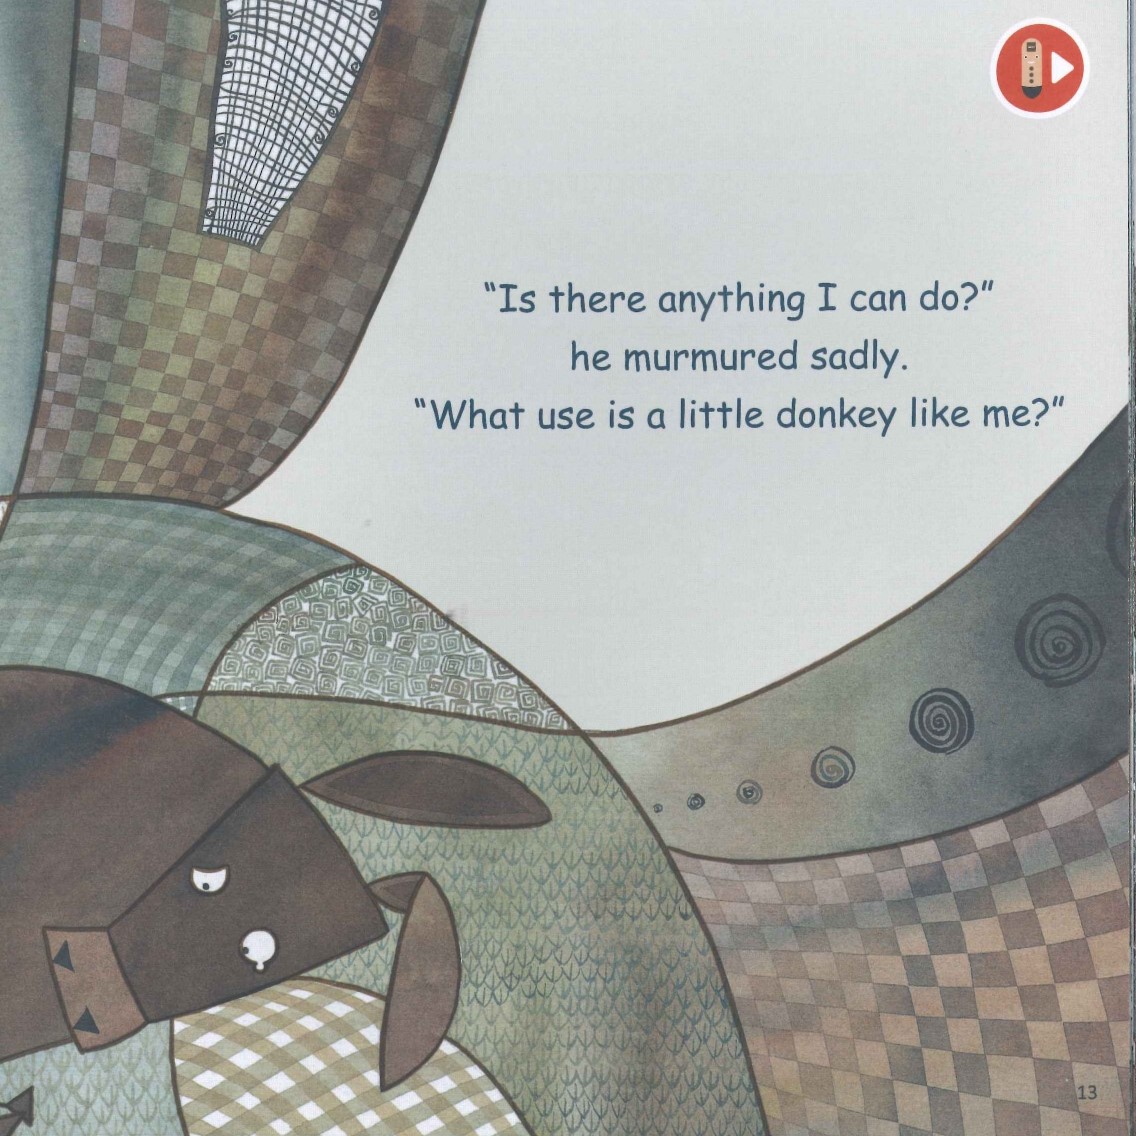 “Is there anything I can do?”
he murmured sadly.
“What use is a little donkey like me?”
13